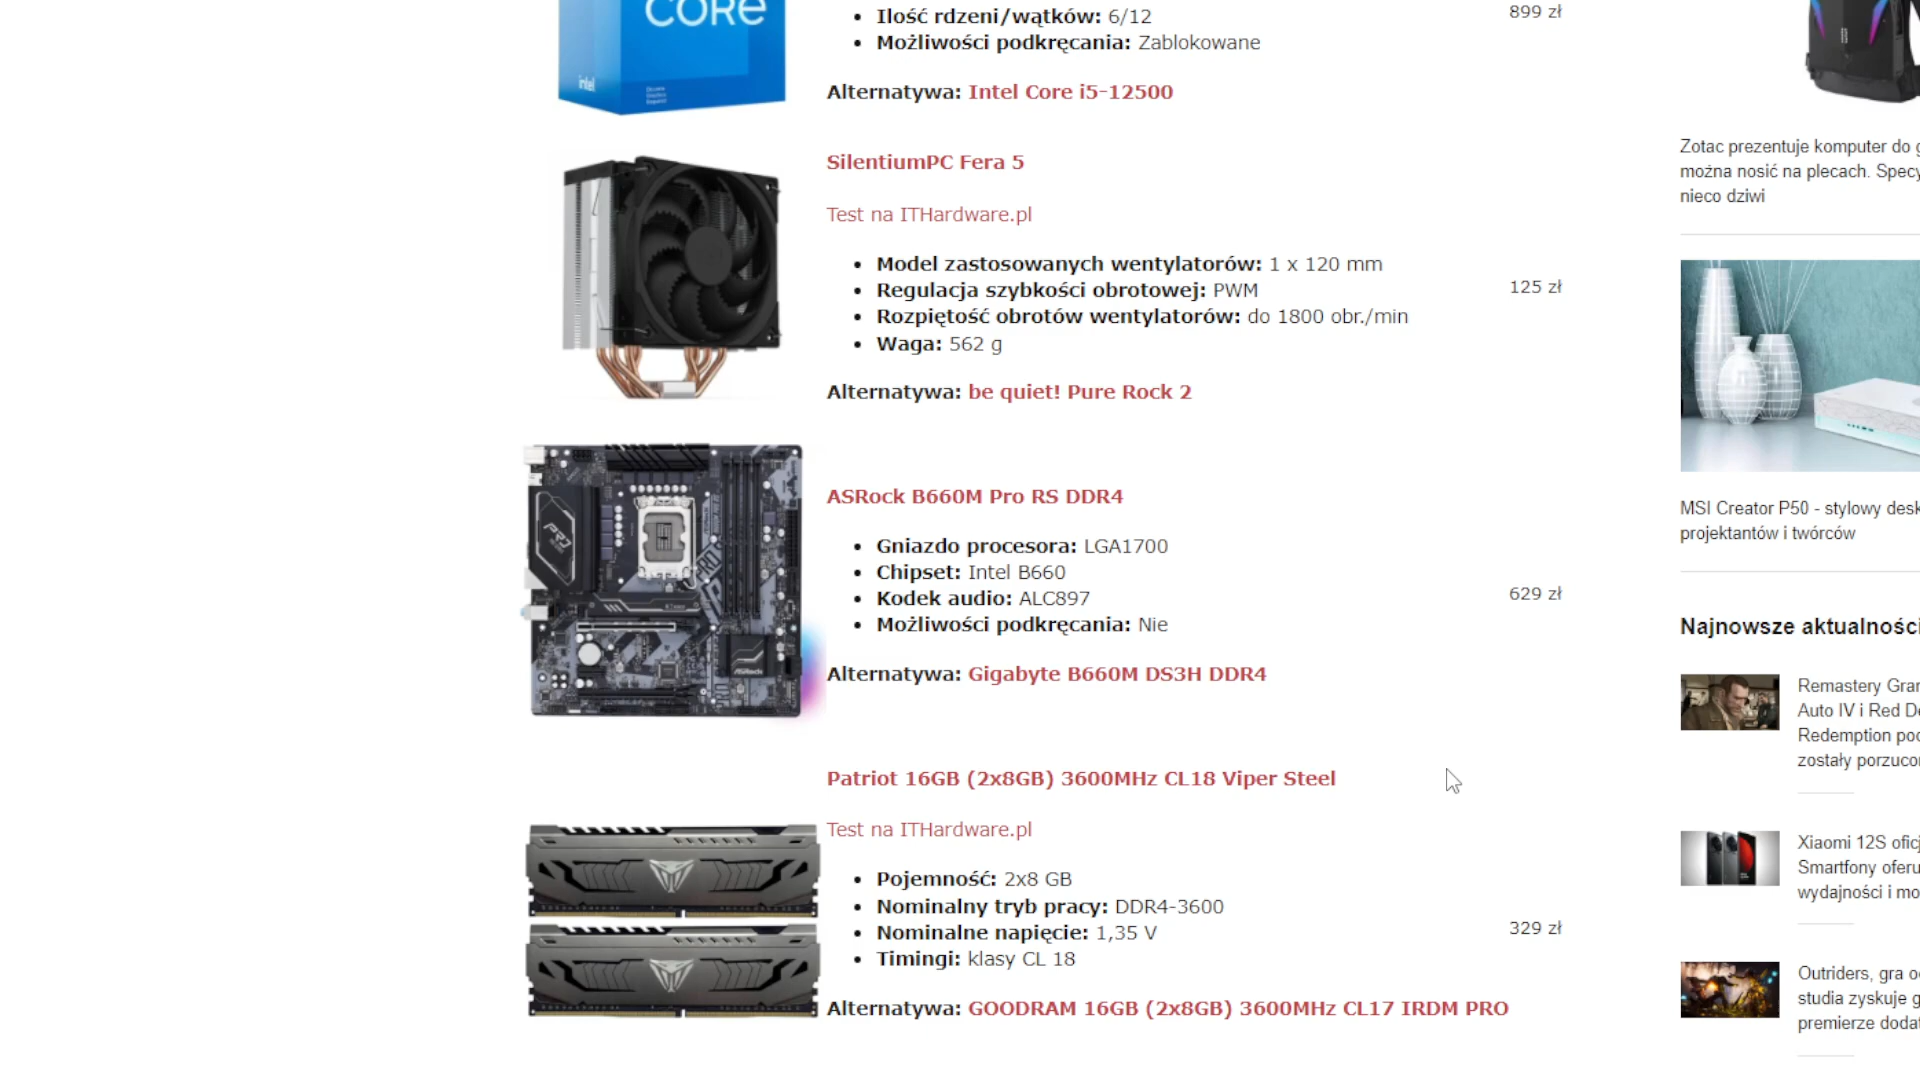 CORE
intel
Ilość rdzeni/wątków: 6/12
Możliwości podkręcania: Zablokowane
899 zł
Alternatywa: Intel Core i5-12500
SilentiumPC Fera 5
Test na ITHardware.pl
Model zastosowanych wentylatorów: 1 x 120 mm
Regulacja szybkości obrotowej: PWM
Rozpiętość obrotów wentylatorów: do 1800 obr./min
Waga: 562 g
125 zł
Alternatywa: be quiet! Pure Rock 2
ASRock B660M Pro RS DDR4
Gniazdo procesora: LGA1700
Chipset: Intel B660
Kodek audio: ALC897
Możliwości podkręcania: Nie
629 zł
Alternatywa: Gigabyte B660M DS3H DDR4
Patriot 16GB (2x8GB) 3600MHz CL18 Viper Steel
Test na ITHardware.pl
Pojemność: 2x8 GB
Nominalny tryb pracy: DDR4-3600
Nominalne napięcie: 1,35 V
Timingi: klasy CL 18
329 zł
Alternatywa: GOODRAM 16GB (2x8GB) 3600MHz CL17 IRDM PRO
Zotac prezentuje komputer do g
można nosić na plecach. Specy
nieco dziwi
MSI Creator P50 - stylowy desk
projektantów i twórców
Najnowsze aktualności
Remastery Gran
Auto IV i Red De
Redemption pod
zostały porzucon
Xiaomi 12S oficj
Smartfony oferu
wydajności i mo
Outriders, gra o
studia zyskuje g
premierze dodat